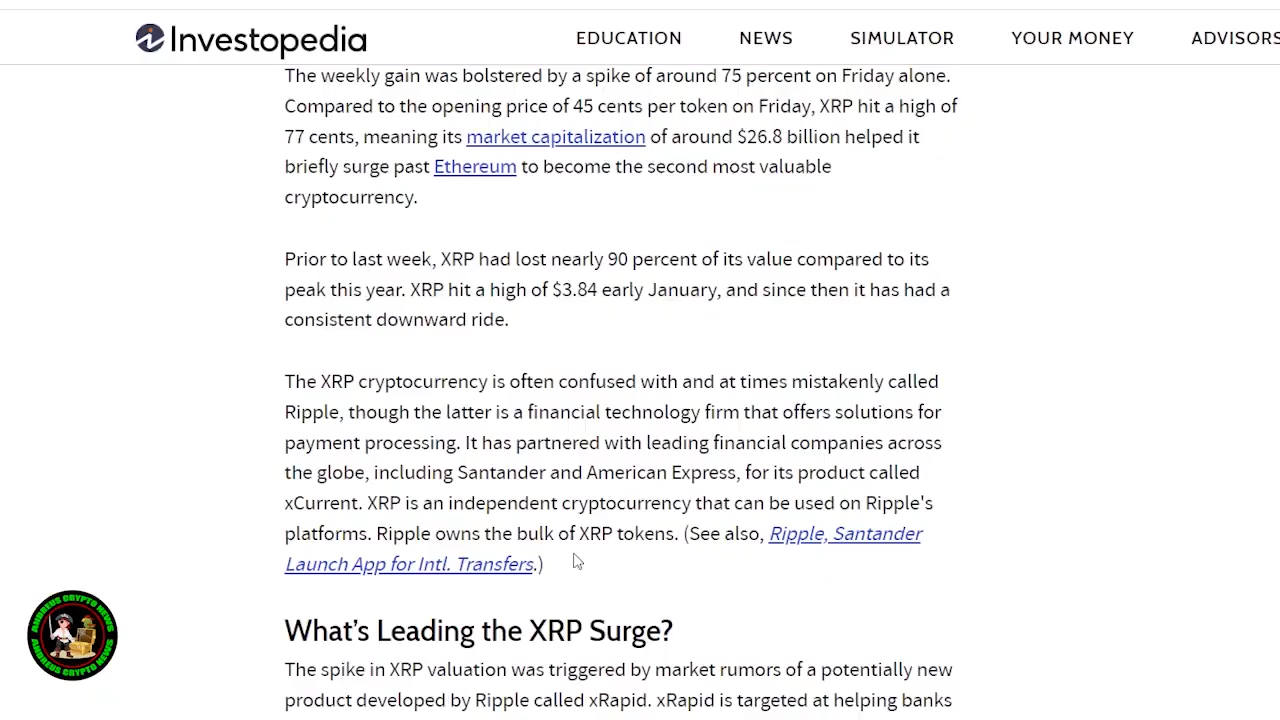 Investopedia
EDUCATION NEWS SIMULATOR YOUR MONEY ADVISORS
The weekly gain was bolstered by a spike of around 75 percent on Friday alone.
Compared to the opening price of 45 cents per token on Friday, XRP hit a high of
77 cents, meaning its market capitalization of around $26.8 billion helped it
briefly surge past Ethereum to become the second most valuable
cryptocurrency.
Prior to last week, XRP had lost nearly 90 percent of its value compared to its
peak this year. XRP hit a high of $3.84 early January, and since then it has had a
consistent downward ride.
The XRP cryptocurrency is often confused with and at times mistakenly called
Ripple, though the latter is a financial technology firm that offers solutions for
payment processing. It has partnered with leading financial companies across
the globe, including Santander and American Express, for its product called
xCurrent. XRP is an independent cryptocurrency that can be used on Ripple's
platforms. Ripple owns the bulk of XRP tokens. (See also, Ripple, Santander
Launch App for Intl. Transfers.)
What's Leading the XRP Surge?
The spike in XRP valuation was triggered by market rumors of a potentially new
product developed by Ripple called xRapid. xRapid is targeted at helping banks
ANDREUS CRYPTO NEWS
ANDREUS CRYPTO NEWS